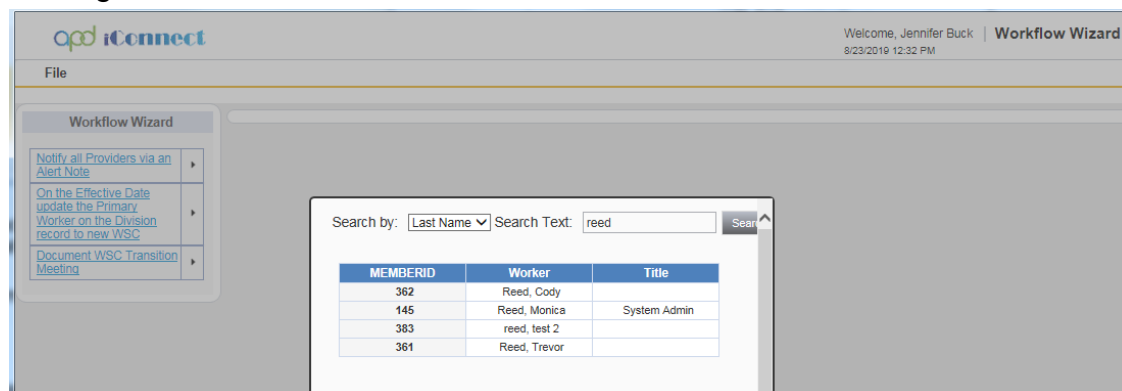 apd iConnect
Welcome, Jennifer Buck | Workflow Wizard
8/23/2019 12:32 PM
File
Workflow Wizard
Notify all Providers via an
Alert Note
On the Effective Date
update the Primary
Worker on the Division
record to new WSC
Document WSC Transition
Meeting
Search by: Last Name Search Text: reed
MEMBERID Worker Title
362 Reed, Cody
145 Reed, Monica System Admin
383 reed, test 2
361 Reed, Trevor